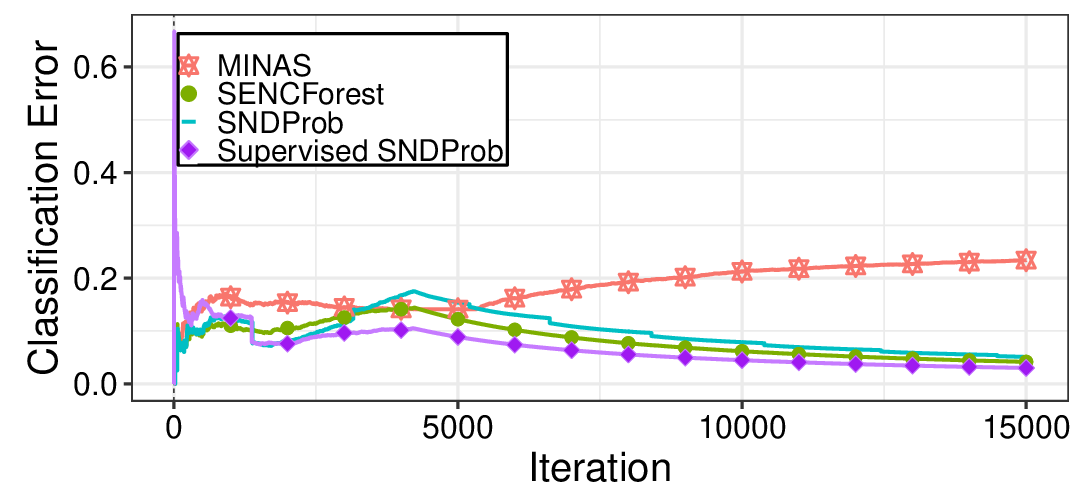 Classification Error
0.6
0.4
0.2
0.0
MINAS
SENCForest
SNDProb
Supervised SNDProb
0
5000
10000
15000
Iteration